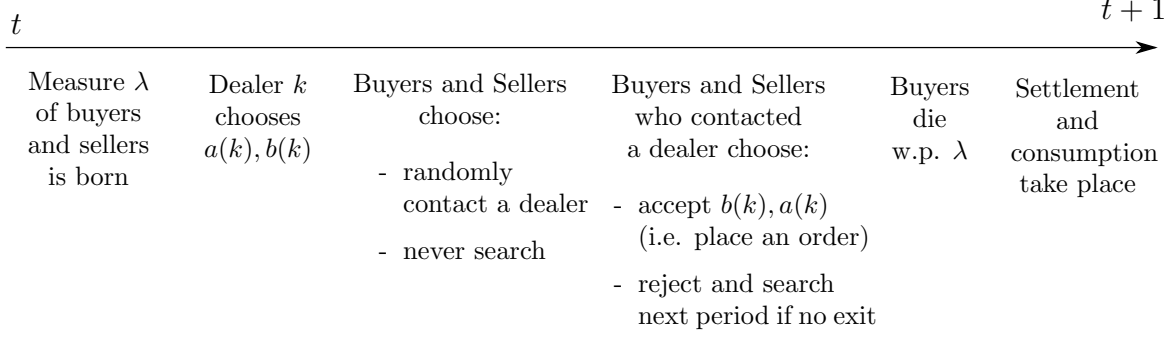 t
t + 1
Measure λ
of buyers
and sellers
is born
Dealer k
chooses
a(k), b(k)
Buyers and Sellers
choose:
- randomly
contact a dealer
- never search
Buyers and Sellers
who contacted
a dealer choose:
- accept b(k), a(k)
(i.e. place an order)
- reject and search
next period if no exit
Buyers
die
w.p. λ
Settlement
and
consumption
take place